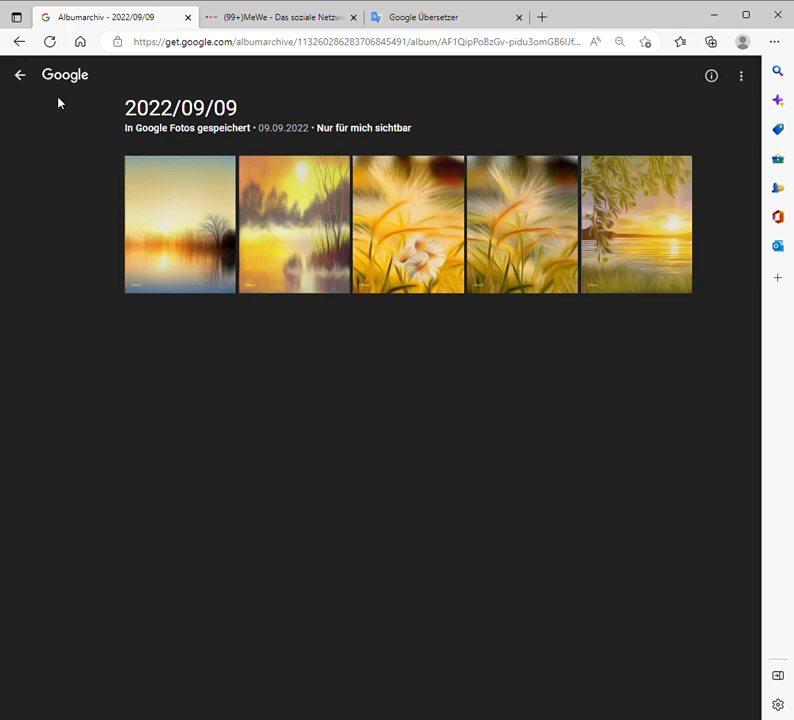 Albumarchiv - 2022/09/09
(99+)MeWe - Das soziale Netzwe
Google Übersetzer
https://get.google.com/albumarchive/113260286283706845491/album/AF1QipPoBzGv-pidu3omGB6IJf...
Google
2022/09/09
In Google Fotos gespeichert • 09.09.2022 • Nur für mich sichtbar